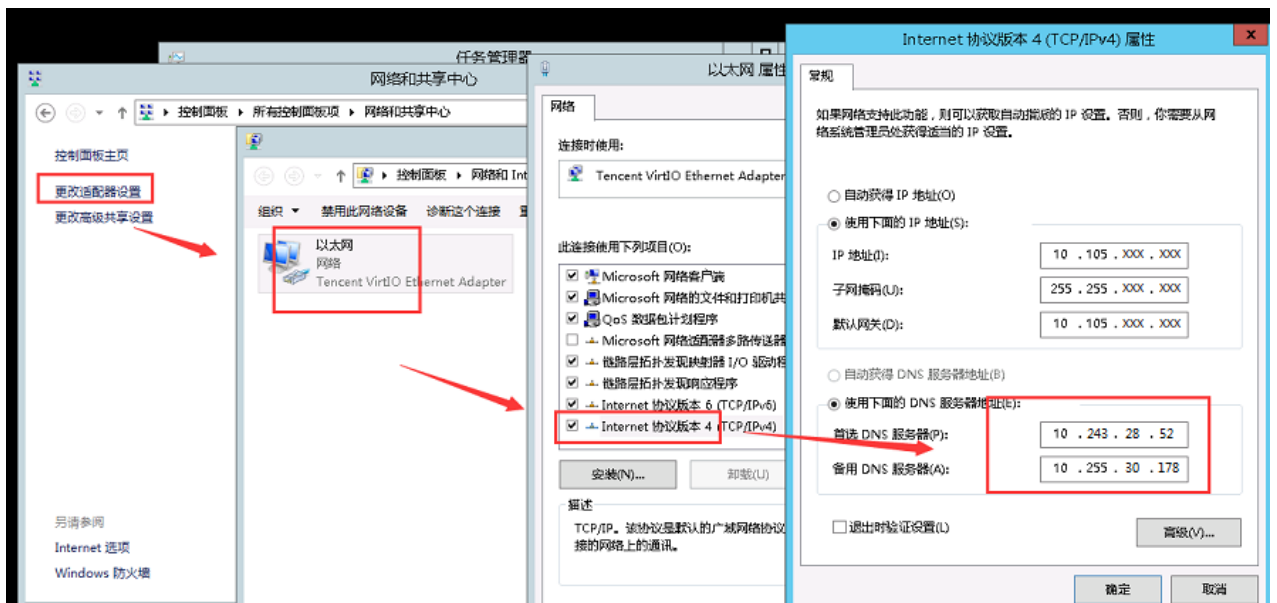 任务管理器
网络和共享中心
控制面板 所有控制面板项 网络和共享中心
控制面板主页
更改适配器设置
更改高级共享设置
另请参阅
Internet 选项
Windows 防火墙
控制面板 网络和 Int
组织 禁用此网络设备 诊断这个连接
以太网
网络
Tencent VirtIO Ethernet Adapter
以太网 属性
网络
连接时使用:
Tencent VirtIO Ethernet Adapter
此连接使用下列项目(O):
Microsoft 网络客户端
Microsoft 网络的文件和打印机共
QoS 数据包计划程序
Microsoft 网络适配器多路传送器
链路层拓扑发现映射器 I/O 驱动程
链路层拓扑发现响应程序
Internet 协议版本 6 (TCP/IPv6)
Internet 协议版本 4 (TCP/IPv4)
安装(N)... 卸载(U)
描述
TCP/IP。该协议是默认的广域网络协议
接的网络上的通讯。
Internet 协议版本 4 (TCP/IPv4) 属性
常规
如果网络支持此功能，则可以获取自动指派的 IP 设置。否则，你需要从网
络系统管理员处获得适当的 IP 设置。
自动获得 IP 地址(O)
使用下面的 IP 地址(S):
IP 地址(I): 10 . 105 . XXX . XXX
子网掩码(U): 255 . 255 . XXX . XXX
默认网关(D): 10 . 105 . XXX . XXX
自动获得 DNS 服务器地址(B)
使用下面的 DNS 服务器地址(E):
首选 DNS 服务器(P): 10 . 243 . 28 . 52
备用 DNS 服务器(A): 10 . 255 . 30 . 178
退出时验证设置(L)
高级(V)...
确定 取消